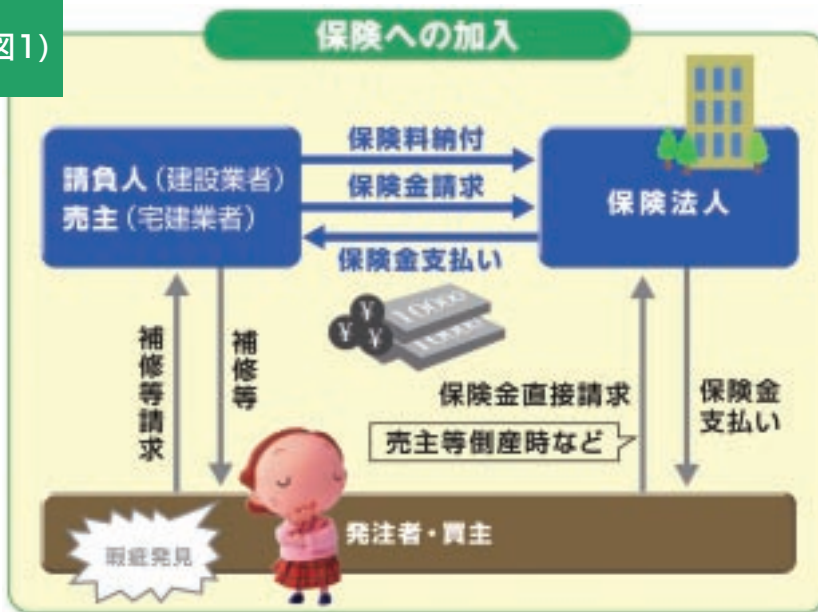 図1)
保険への加入
請負人（建設業者）
売主（宅建業者）
保険料納付
保険金請求
保険金支払い
保険法人
¥
¥
¥
10000
10000
補修等請求
補修等
保険金直接請求
売主等倒産時など
保険金
支払い
瑕疵発見
発注者・買主